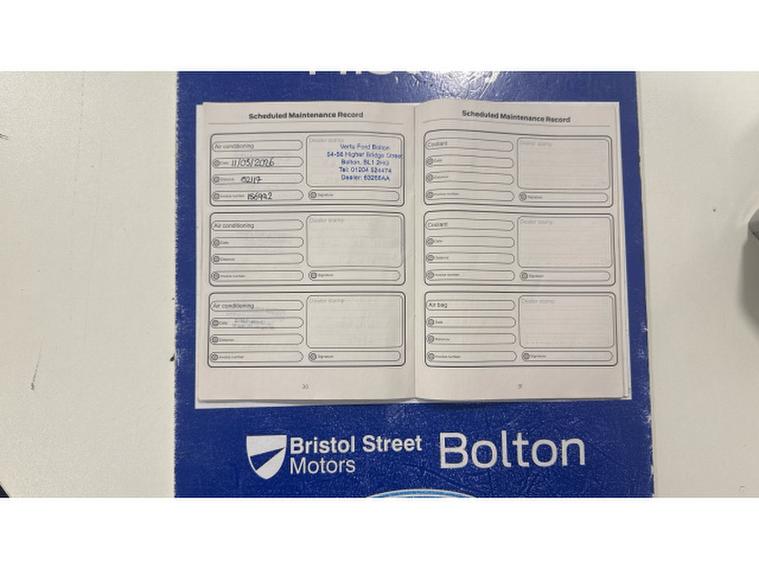 Scheduled Maintenance Record
Air conditioning
Date 11/03/2026
Distance 52117
Invoice number 156992
Dealer stamp
Vertu Ford Bolton
54-56 Higher Bridge Street
Bolton, BL1 2HG
Tel: 01204 524474
Signature
Air conditioning
Date
Distance
Invoice number
Dealer stamp
Signature
Air conditioning
Date
Distance
Invoice number
Dealer stamp
Signature
Scheduled Maintenance Record
Coolant
Date
Distance
Invoice number
Dealer stamp
Signature
Coolant
Date
Distance
Invoice number
Dealer stamp
Signature
Air bag
Date
Distance
Invoice number
Dealer stamp
Signature
Bristol Street
Motors
Bolton